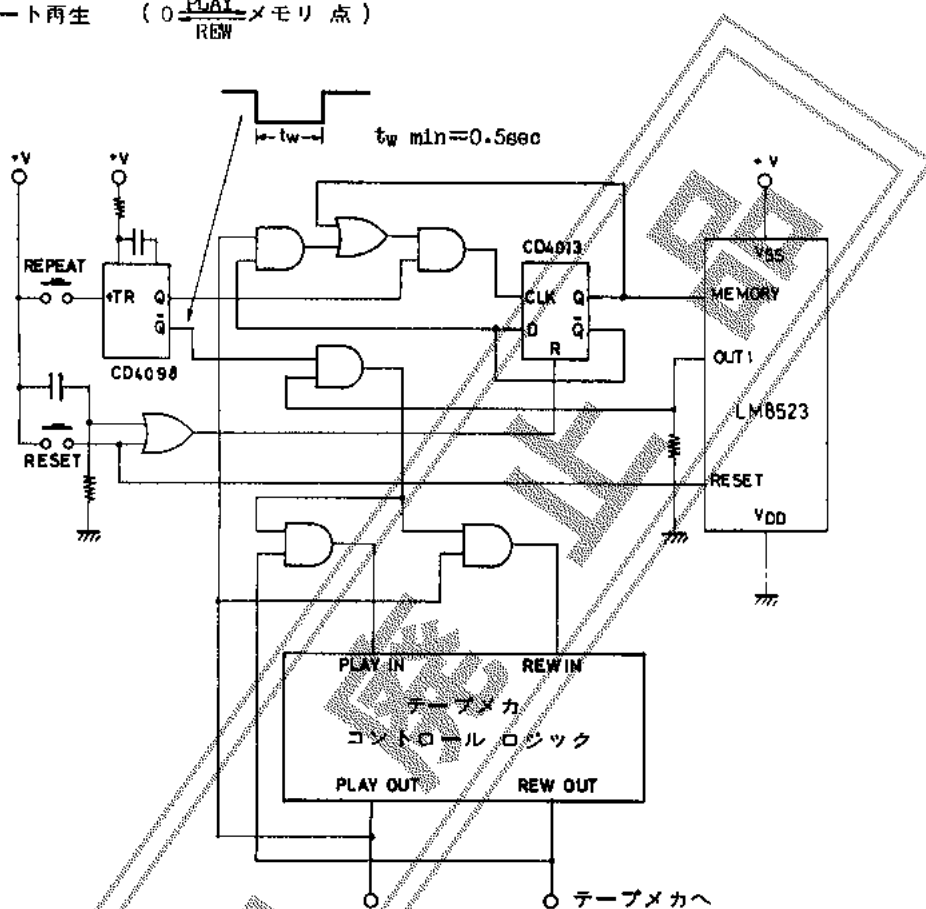 ート再生 ( 0 PLAY メモリ 点 )
REW
tw
tw min=0.5sec
+V
+V
+V
REPEAT
+TR Q
Q̄
CD4098
RESET
CD4013
CLK Q
D Q̄
R
VSS
MEMORY
OUT1
LM8523
RESET
VDD
PLAY IN REW IN
テープメカ
コントロール ロジック
PLAY OUT REW OUT
テープメカへ